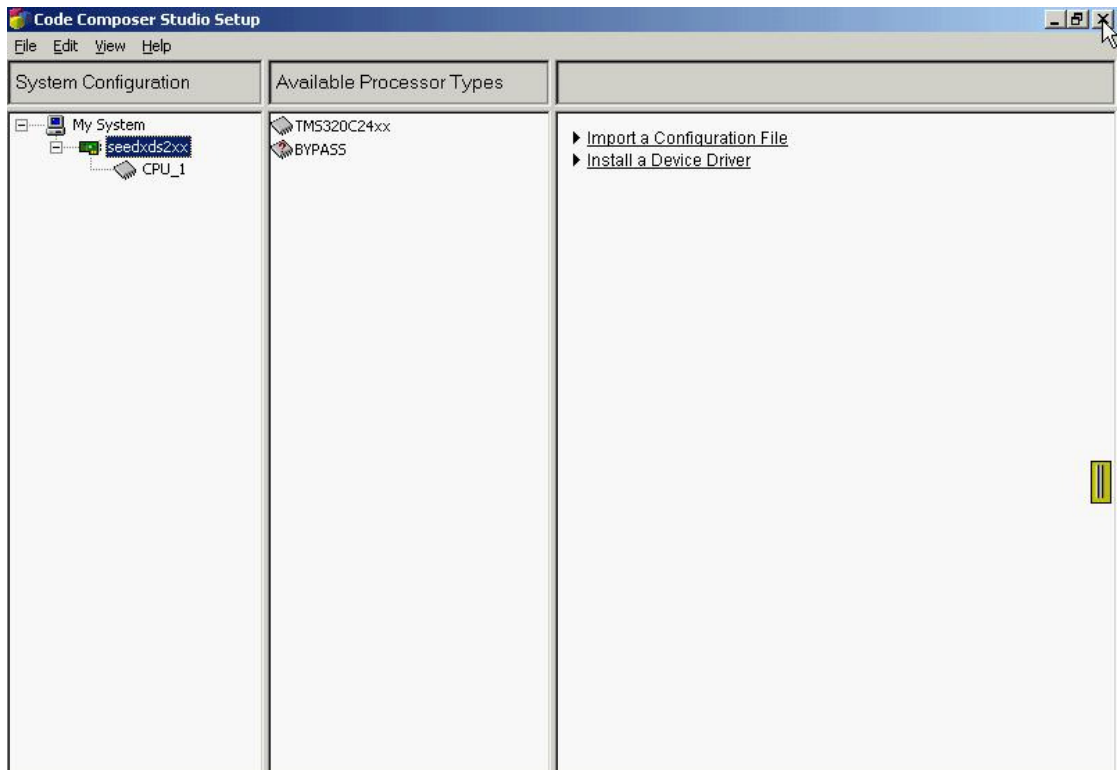 Code Composer Studio Setup
File Edit View Help
System Configuration
Available Processor Types
My System
seedxds2xx
CPU_1
TMS320C24xx
BYPASS
Import a Configuration File
Install a Device Driver